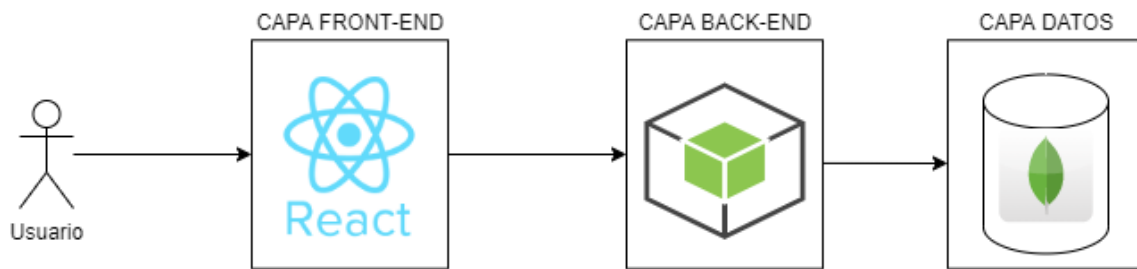 CAPA FRONT-END
CAPA BACK-END
CAPA DATOS
React
Usuario